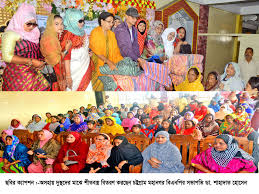 ছবির ক্যাপশন :- অসহায় দুস্থদের মাঝে শীতবস্ত্র বিতরণ করছেন চট্টগ্রাম মহানগর বিএনপির সভাপতি ডা. শাহাদাত হোসেন